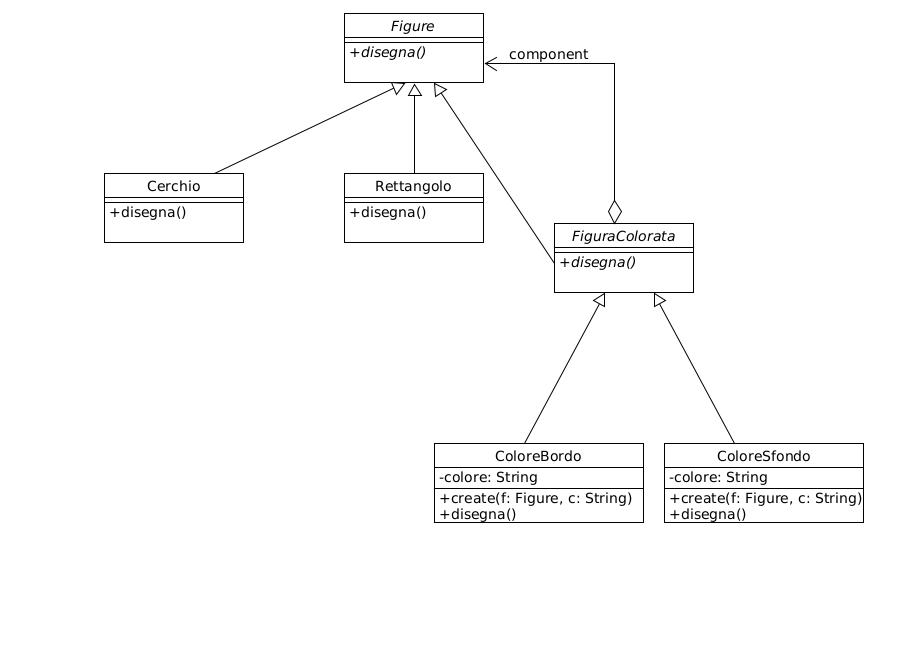 Figure
+disegna()
component
Cerchio
+disegna()
Rettangolo
+disegna()
FiguraColorata
+disegna()
ColoreBordo
-colore: String
+create(f: Figure, c: String)
+disegna()
ColoreSfondo
-colore: String
+create(f: Figure, c: String)
+disegna()